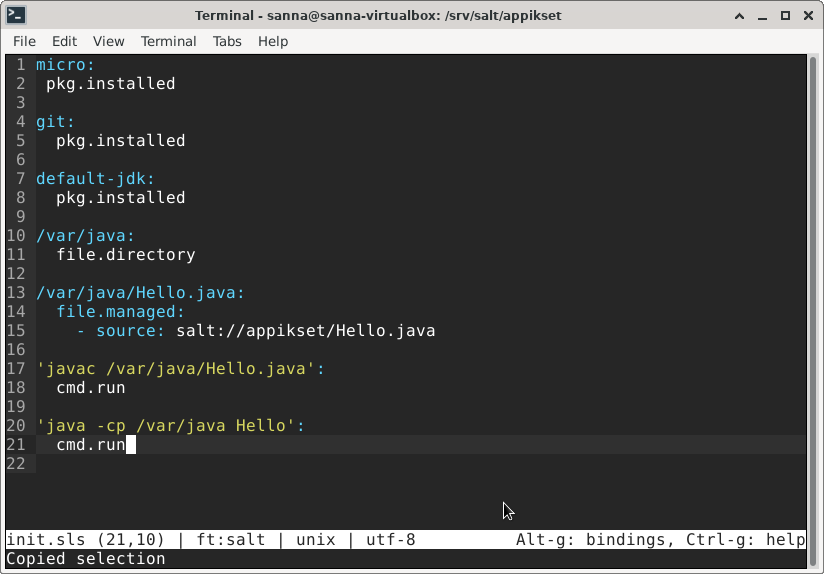 Terminal - sanna@sanna-virtualbox: /srv/salt/appikset
File Edit View Terminal Tabs Help
1 micro:
2  pkg.installed
3
4 git:
5   pkg.installed
6
7 default-jdk:
8   pkg.installed
9
10 /var/java:
11   file.directory
12
13 /var/java/Hello.java:
14   file.managed:
15     - source: salt://appikset/Hello.java
16
17 'javac /var/java/Hello.java':
18   cmd.run
19
20 'java -cp /var/java Hello':
21   cmd.run
22
init.sls (21,10) | ft:salt | unix | utf-8 Alt-g: bindings, Ctrl-g: help
Copied selection